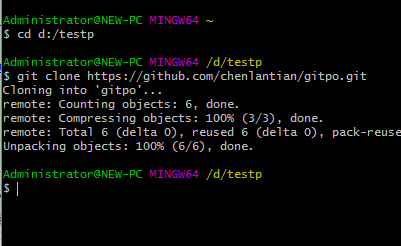 Administrator@NEW-PC MINGW64 ~
$ cd d:/testp
Administrator@NEW-PC MINGW64 /d/testp
$ git clone https://github.com/chenlantian/gitpo.git
Cloning into 'gitpo'...
remote: Counting objects: 6, done.
remote: Compressing objects: 100% (3/3), done.
remote: Total 6 (delta 0), reused 6 (delta 0), pack-reuse
Unpacking objects: 100% (6/6), done.
Administrator@NEW-PC MINGW64 /d/testp
$